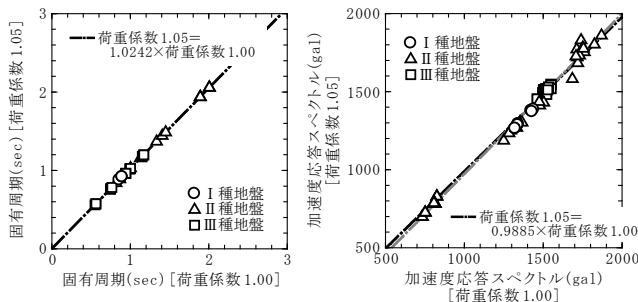 固有周期(sec) [荷重係数1.05]
3
2
1
0
荷重係数1.05=
1.0242×荷重係数1.00
Ⅰ種地盤
Ⅱ種地盤
Ⅲ種地盤
0 1 2 3
固有周期(sec) [荷重係数1.00]
加速度応答スペクトル(gal)
[荷重係数1.05]
2000
1800
1600
1400
1200
1000
800
600
500
Ⅰ種地盤
Ⅱ種地盤
Ⅲ種地盤
荷重係数1.05=
0.9885×荷重係数1.00
500 1000 1500 2000
加速度応答スペクトル(gal)
[荷重係数1.00]